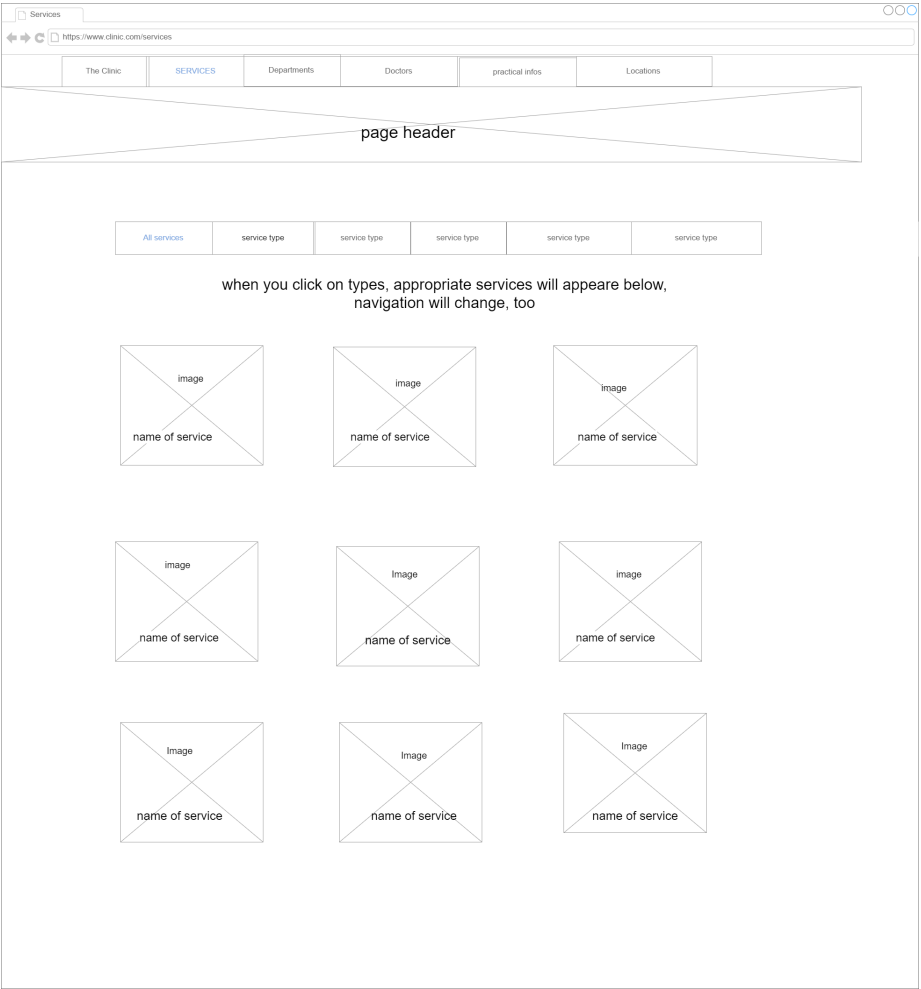 Services
https://www.clinic.com/services
The Clinic
SERVICES
Departments
Doctors
practical infos
Locations
page header
All services
service type
service type
service type
service type
service type
when you click on types, appropriate services will appeare below,
navigation will change, too
image
image
image
name of service
name of service
name of service
image
Image
image
name of service
name of service
name of service
Image
Image
Image
name of service
name of service
name of service